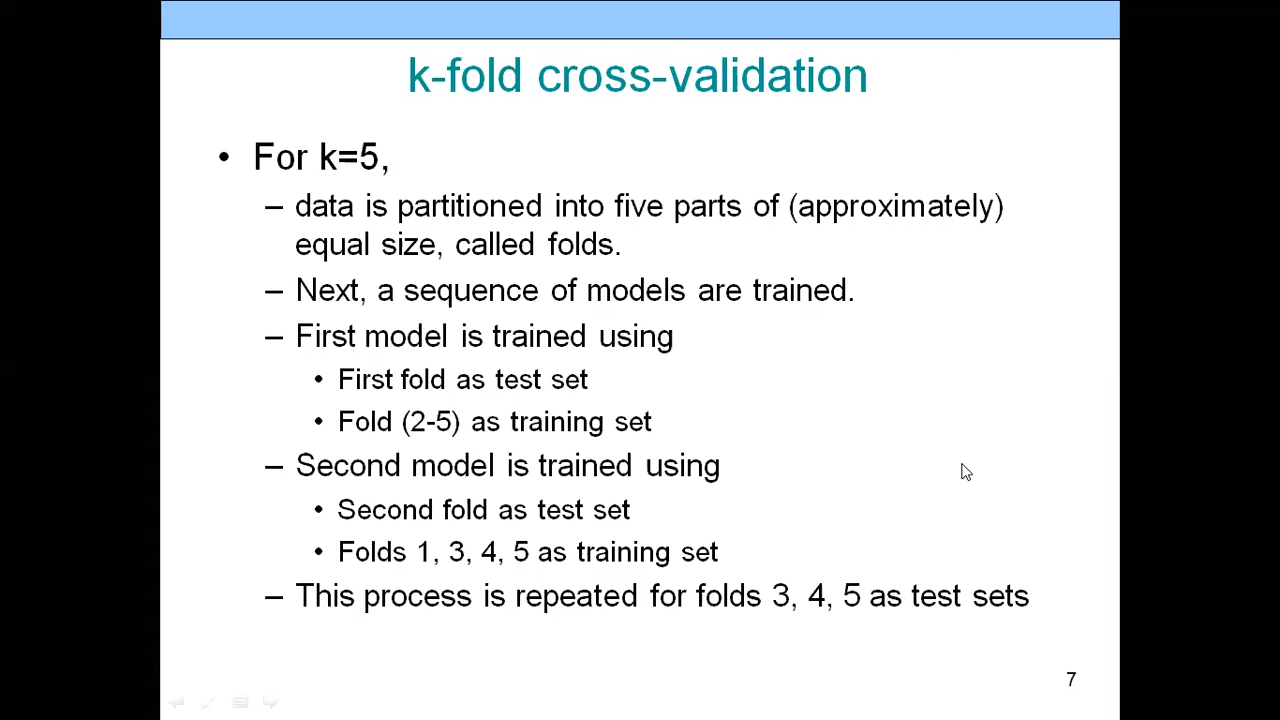 k-fold cross-validation
• For k=5,
– data is partitioned into five parts of (approximately)
equal size, called folds.
– Next, a sequence of models are trained.
– First model is trained using
• First fold as test set
• Fold (2-5) as training set
– Second model is trained using
• Second fold as test set
• Folds 1, 3, 4, 5 as training set
– This process is repeated for folds 3, 4, 5 as test sets
7